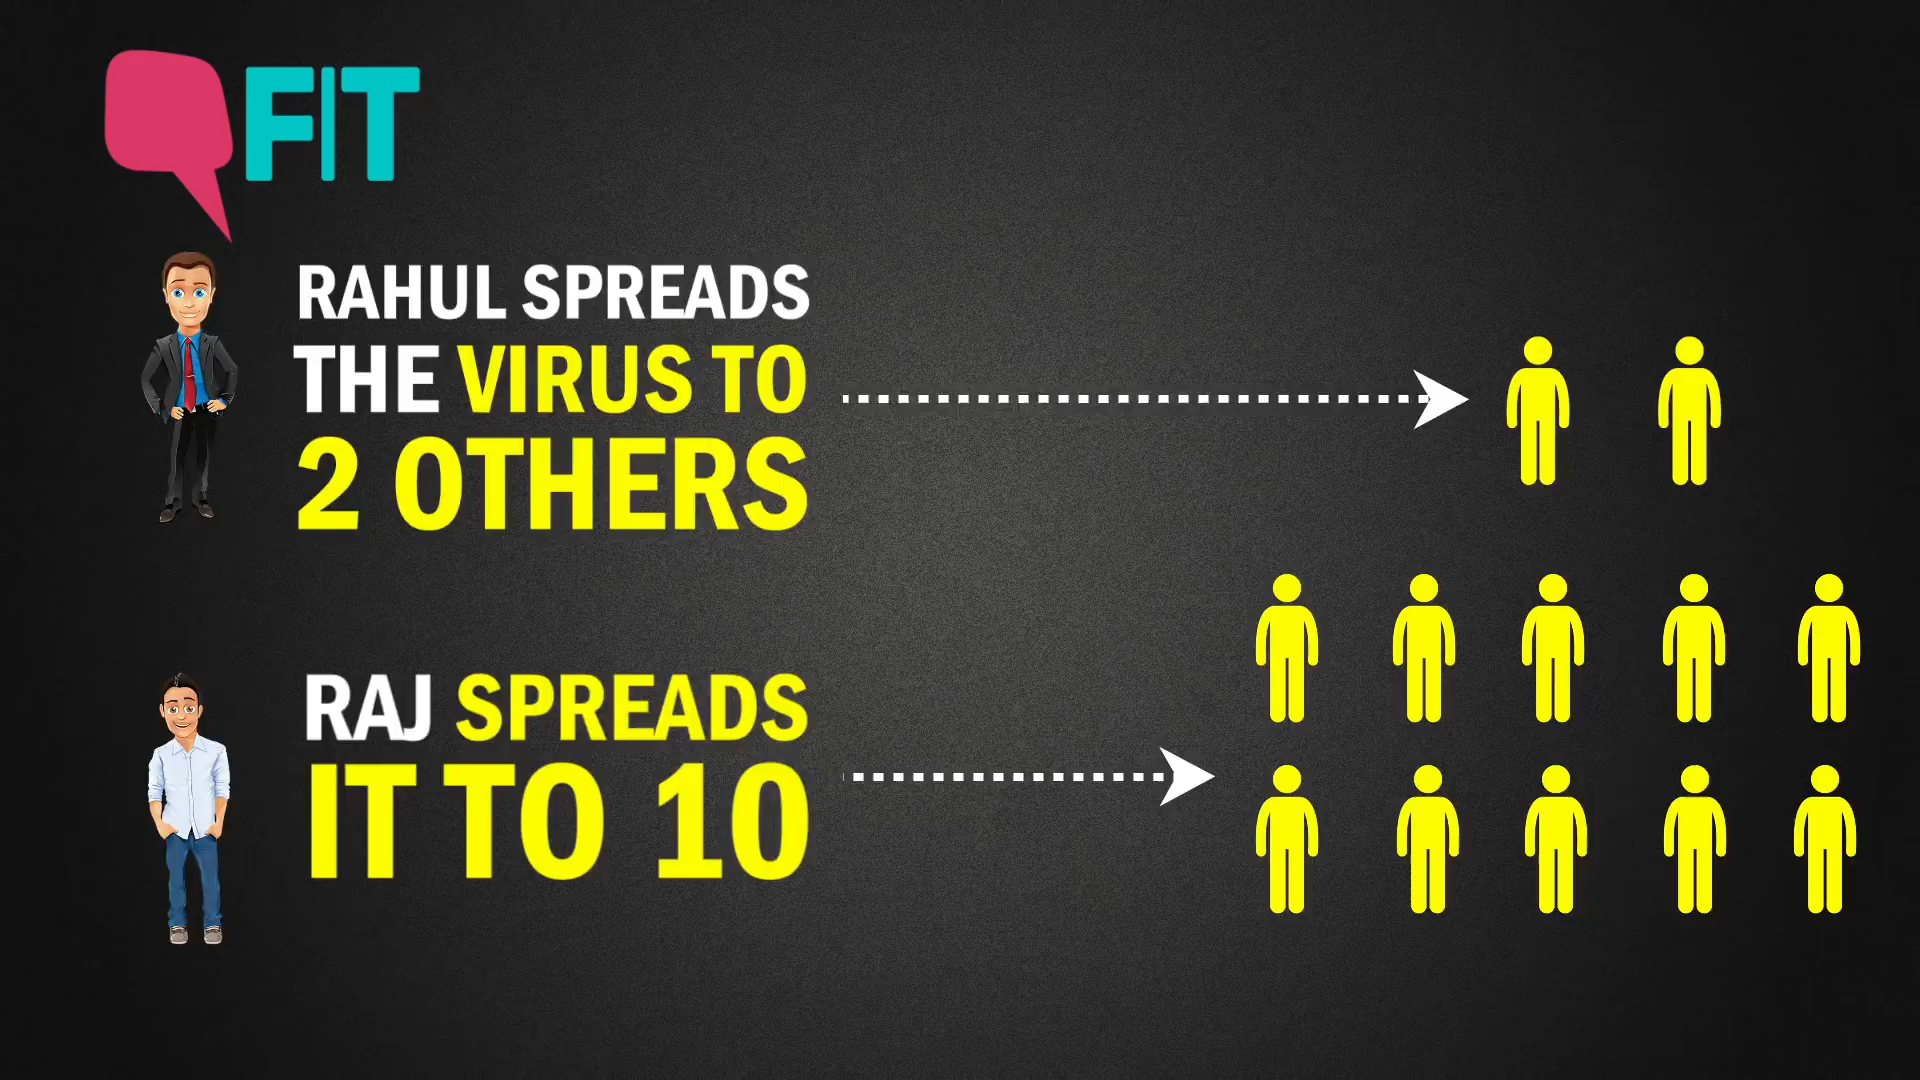 FIT
RAHUL SPREADS
THE VIRUS TO
2 OTHERS
RAJ SPREADS
IT TO 10